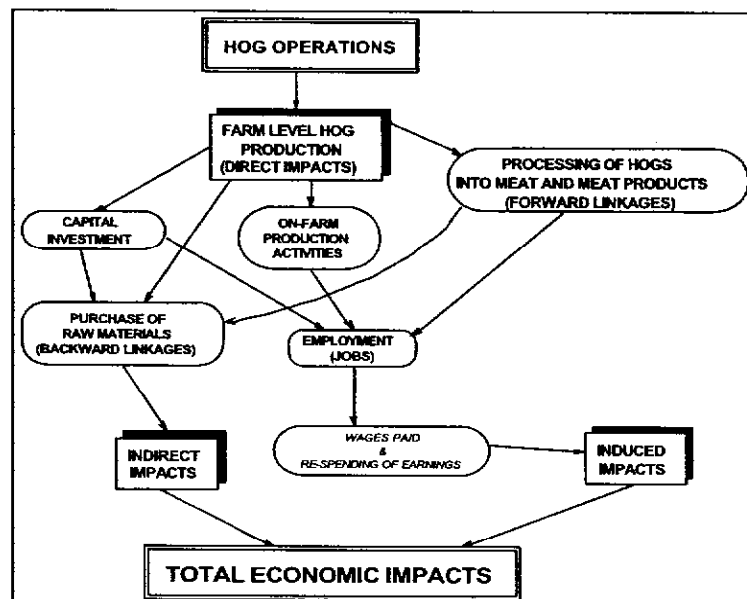 HOG OPERATIONS
FARM LEVEL HOG
PRODUCTION
(DIRECT IMPACTS)
PROCESSING OF HOGS
INTO MEAT AND MEAT PRODUCTS
(FORWARD LINKAGES)
CAPITAL
INVESTMENT
ON-FARM
PRODUCTION
ACTIVITIES
PURCHASE OF
RAW MATERIALS
(BACKWARD LINKAGES)
EMPLOYMENT
(JOBS)
WAGES PAID
&
RE-SPENDING OF EARNINGS
INDIRECT
IMPACTS
INDUCED
IMPACTS
TOTAL ECONOMIC IMPACTS